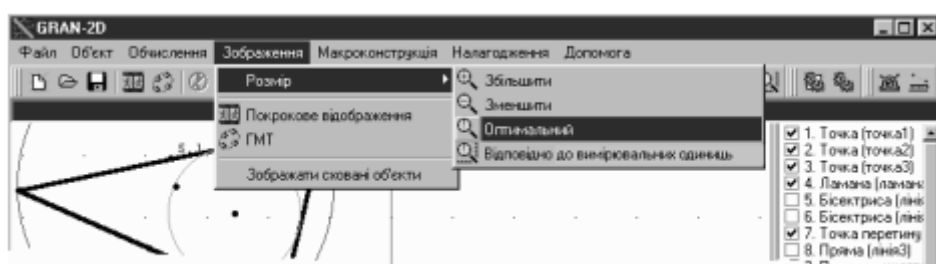 GRAN-2D
Файл Об'єкт Обчислення Зображення Макроконструкція Налагодження Допомога
Розмір
Збільшити
Зменшити
Покрокове відображення
Оптимальний
ГМТ
Відповідно до вимірювальних одиниць
Зображати сховані об'єкти
1. Точка (точка1)
2. Точка (точка2)
3. Точка (точка3)
4. Ламана (ламан
5. Бісектриса (ліні
6. Бісектриса (ліні
7. Точка перетину
8. Пряма (лінія3)